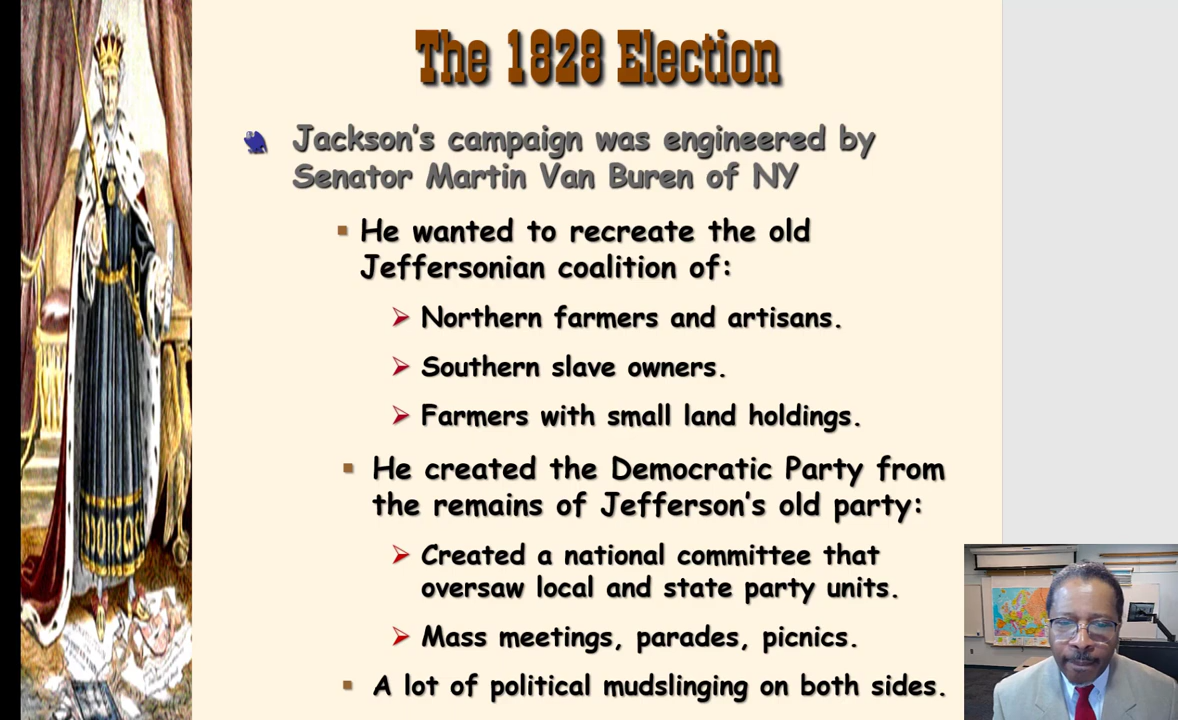 The 1828 Election
Jackson's campaign was engineered by
Senator Martin Van Buren of NY
He wanted to recreate the old
Jeffersonian coalition of:
Northern farmers and artisans.
Southern slave owners.
Farmers with small land holdings.
He created the Democratic Party from
the remains of Jefferson's old party:
Created a national committee that
oversaw local and state party units.
Mass meetings, parades, picnics.
A lot of political mudslinging on both sides.